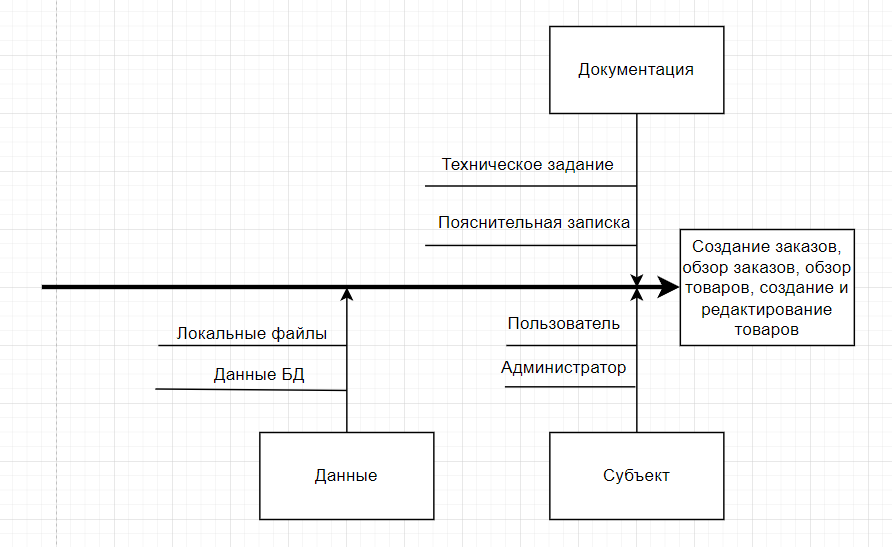 Документация
Техническое задание
Пояснительная записка
Создание заказов,
обзор заказов, обзор
товаров, создание и
редактирование
товаров
Локальные файлы
Данные БД
Пользователь
Администратор
Данные
Субъект